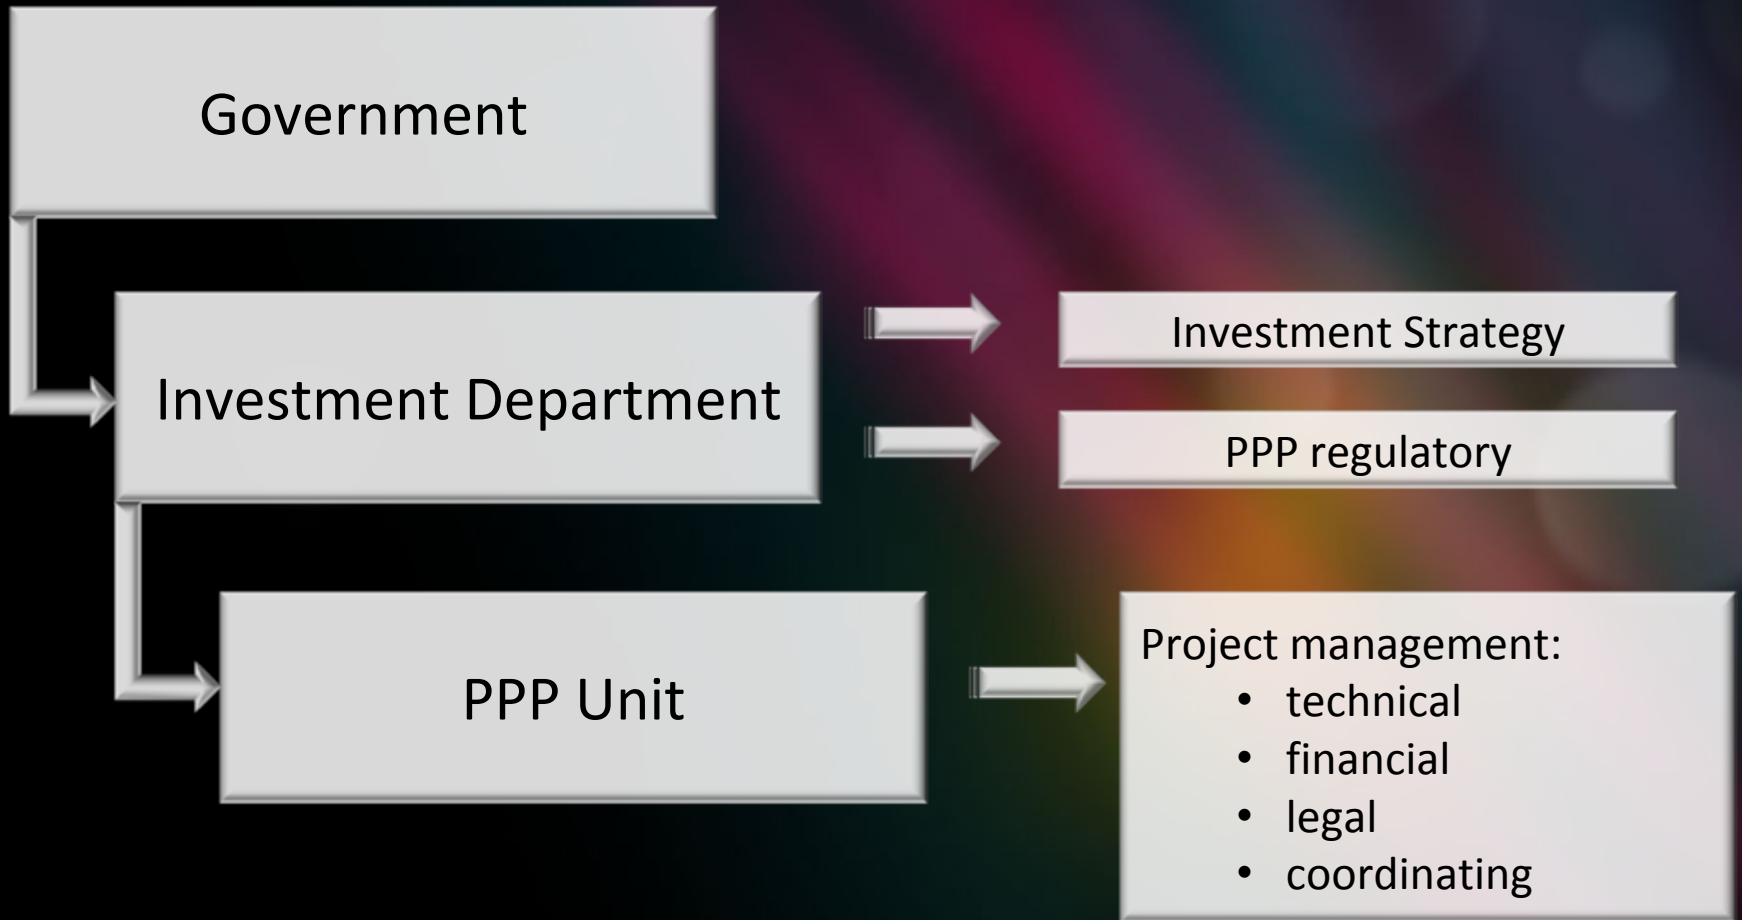 Government
Investment Department
Investment Strategy
PPP regulatory
PPP Unit
Project management:
• technical
• financial
• legal
• coordinating